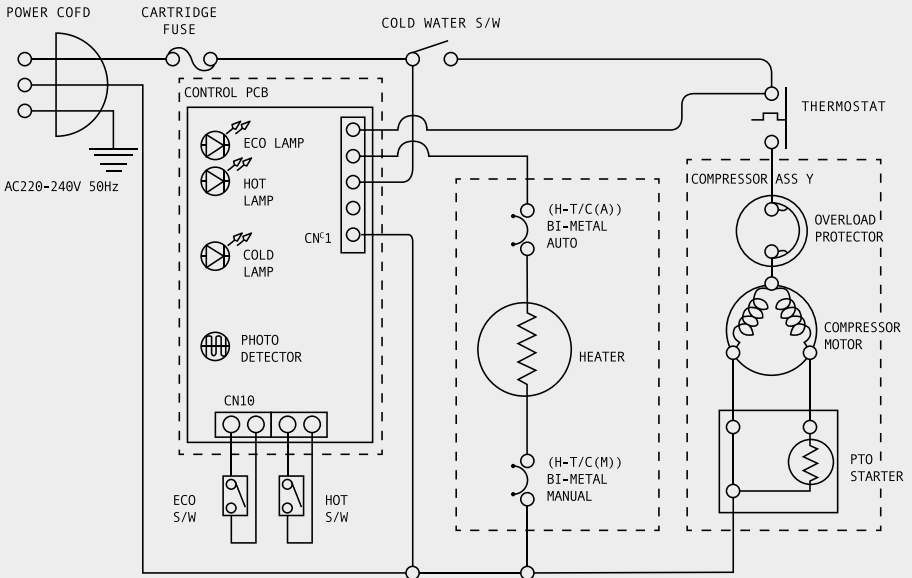 POWER COFD
CARTRIDGE
FUSE
COLD WATER S/W
CONTROL PCB
THERMOSTAT
ECO LAMP
HOT
LAMP
AC220-240V 50Hz
COMPRESSOR ASS Y
(H-T/C(A))
BI-METAL
AUTO
OVERLOAD
PROTECTOR
CNᶜ1
COLD
LAMP
PHOTO
DETECTOR
HEATER
COMPRESSOR
MOTOR
CN10
(H-T/C(M))
BI-METAL
MANUAL
PTO
STARTER
ECO
S/W
HOT
S/W